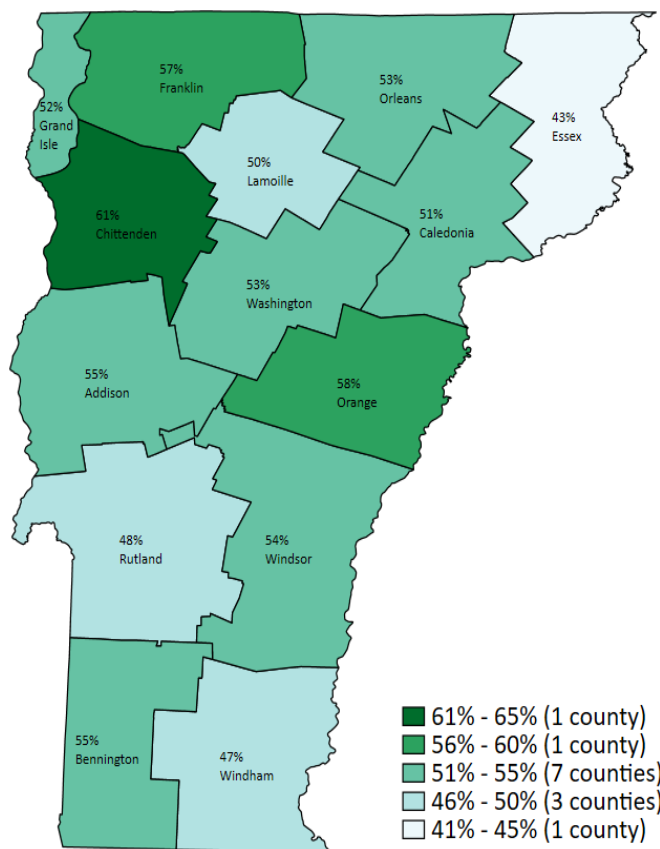 57%
Franklin
53%
Orleans
52%
Grand
Isle
43%
Essex
50%
Lamoille
61%
Chittenden
51%
Caledonia
53%
Washington
55%
Addison
58%
Orange
48%
Rutland
54%
Windsor
55%
Bennington
47%
Windham
61% - 65% (1 county)
56% - 60% (1 county)
51% - 55% (7 counties)
46% - 50% (3 counties)
41% - 45% (1 county)